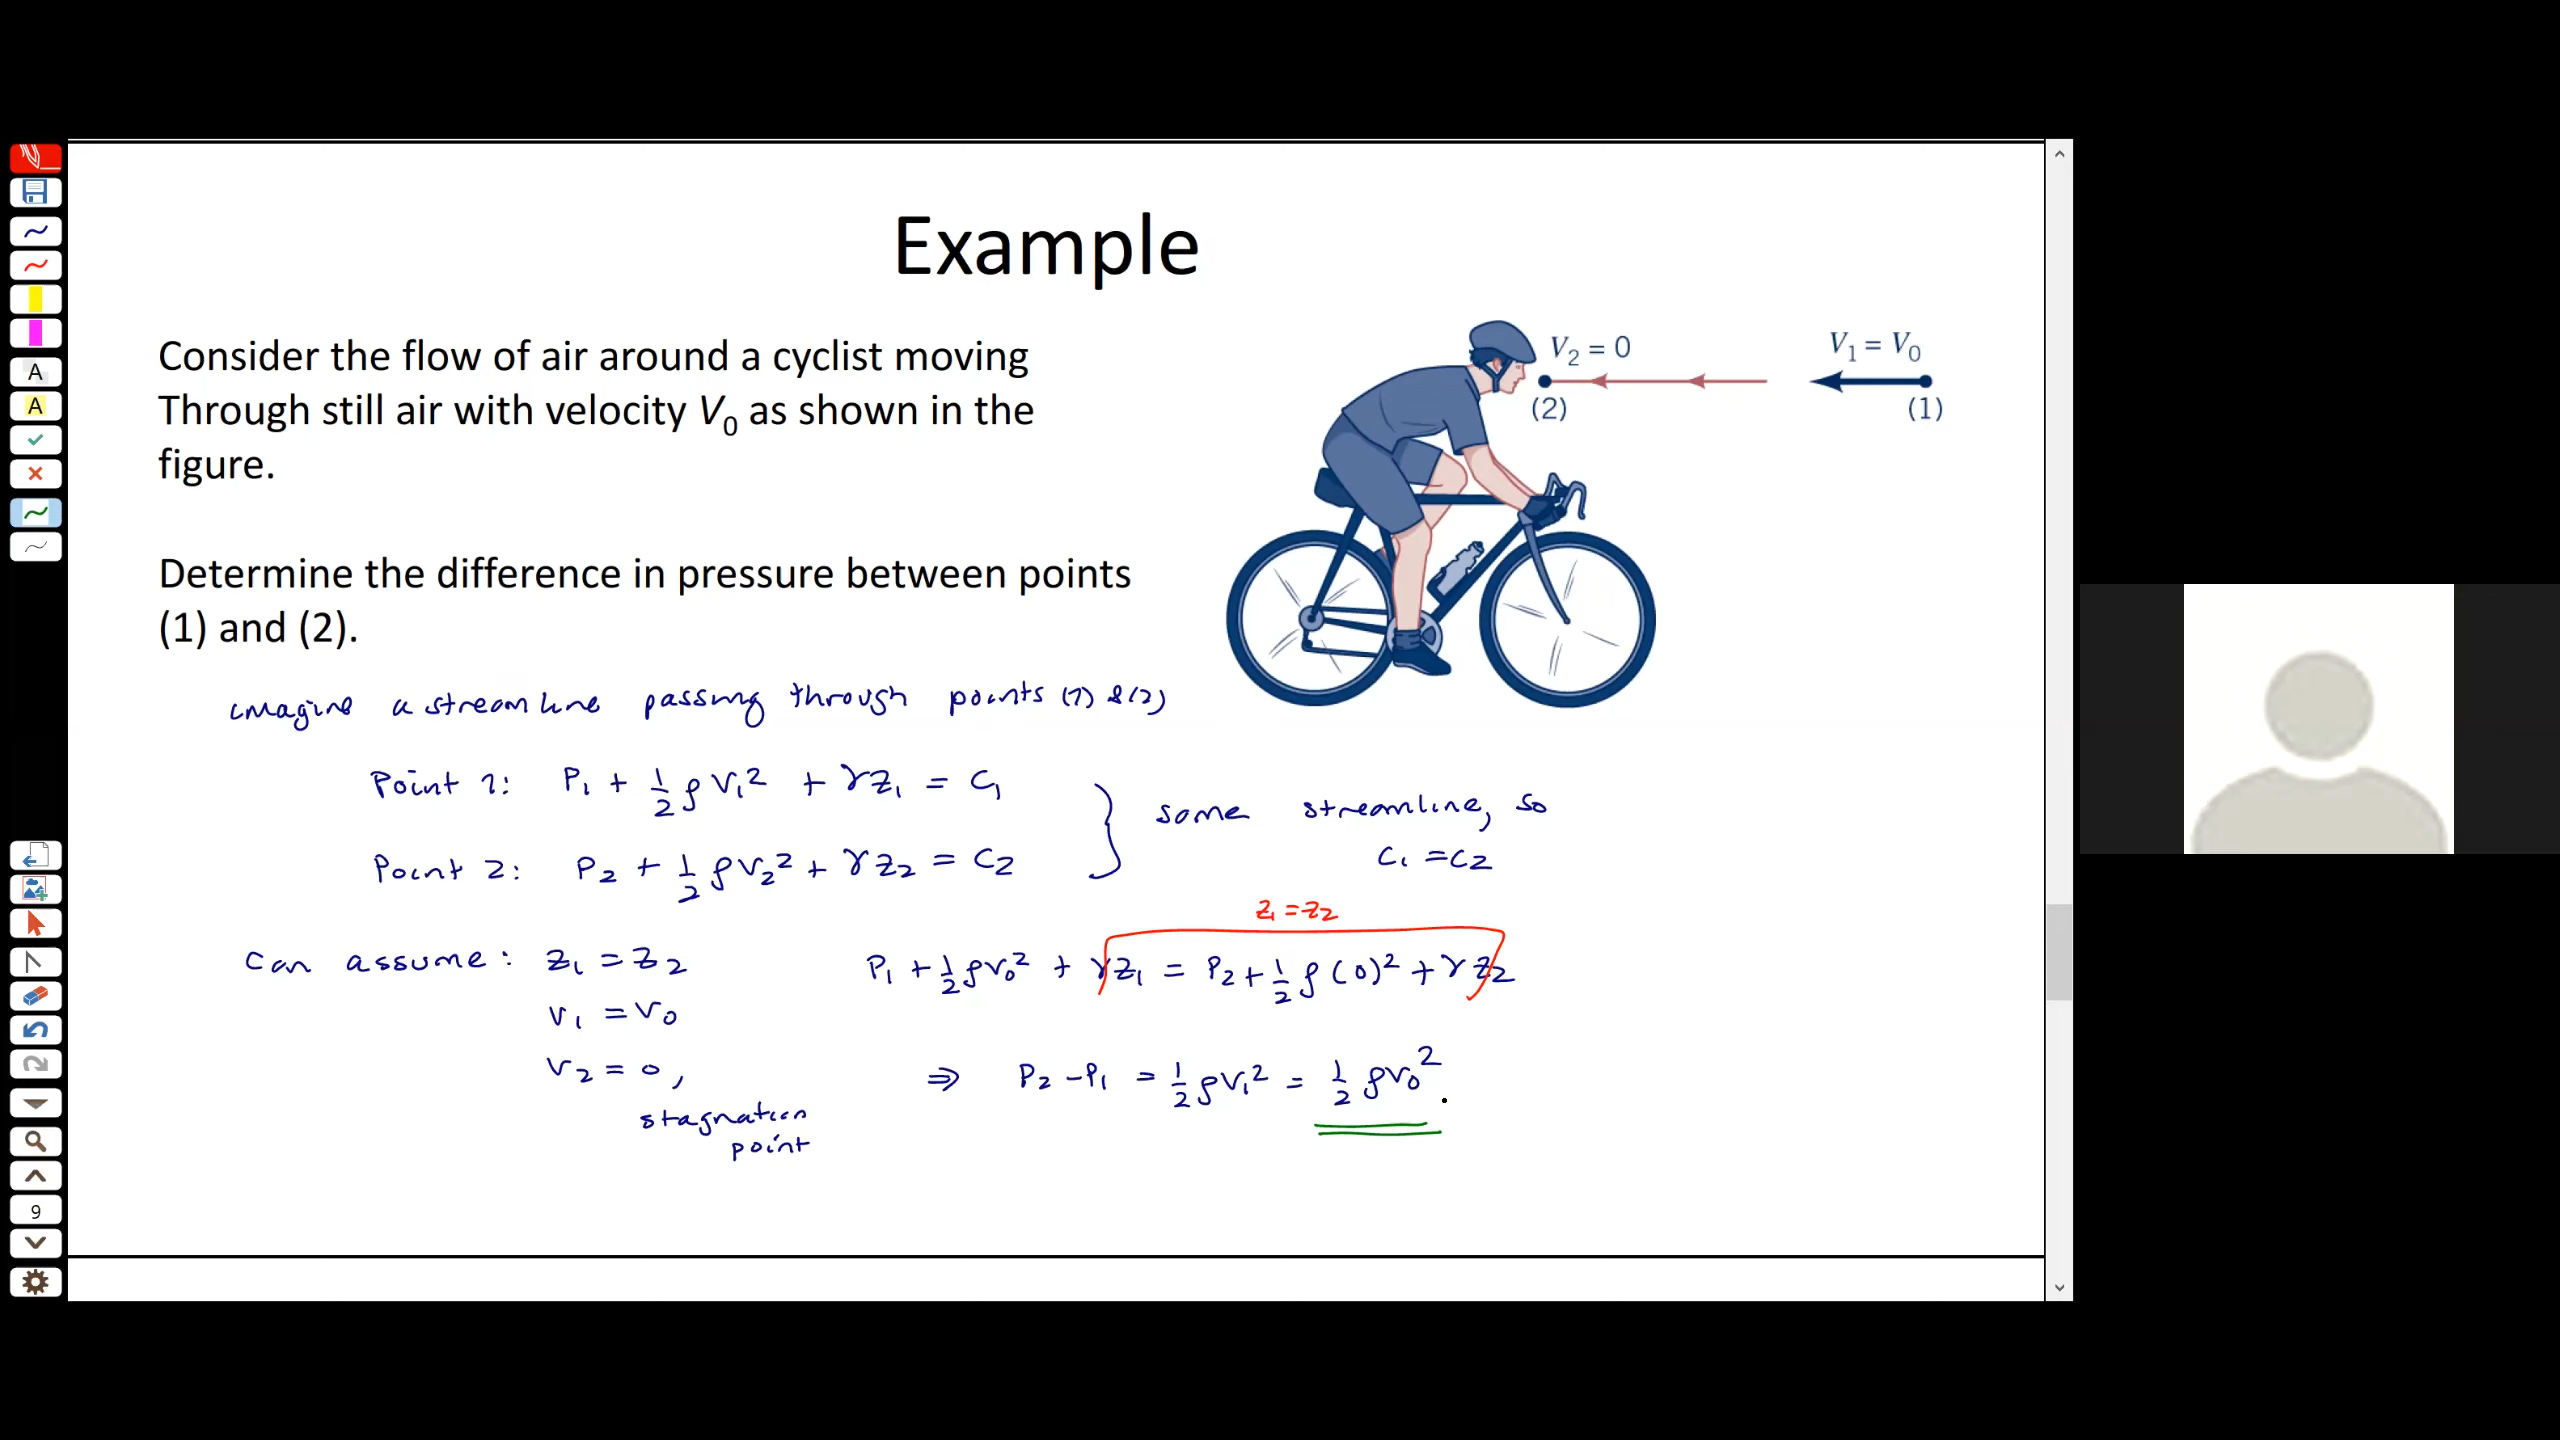 Example
Consider the flow of air around a cyclist moving
Through still air with velocity V₀ as shown in the
figure.
V₂ = 0
V₁ = V₀
(2)
(1)
Determine the difference in pressure between points
(1) and (2).
imagine a streamline passing through points (1) & (2)
Point 1: P₁ + 1/2 ρ V₁² + γz₁ = C₁
Point 2: P₂ + 1/2 ρ V₂² + γz₂ = C₂
} same streamline, so
C₁ = C₂
can assume: z₁ = z₂
V₁ = V₀
V₂ = 0,
stagnation
point
z₁ = z₂
P₁ + 1/2 ρV₀² + γz₁ = P₂ + 1/2 ρ (0)² + γz₂
⇒ P₂ - P₁ = 1/2 ρV₁² = 1/2 ρV₀²
A
A
9